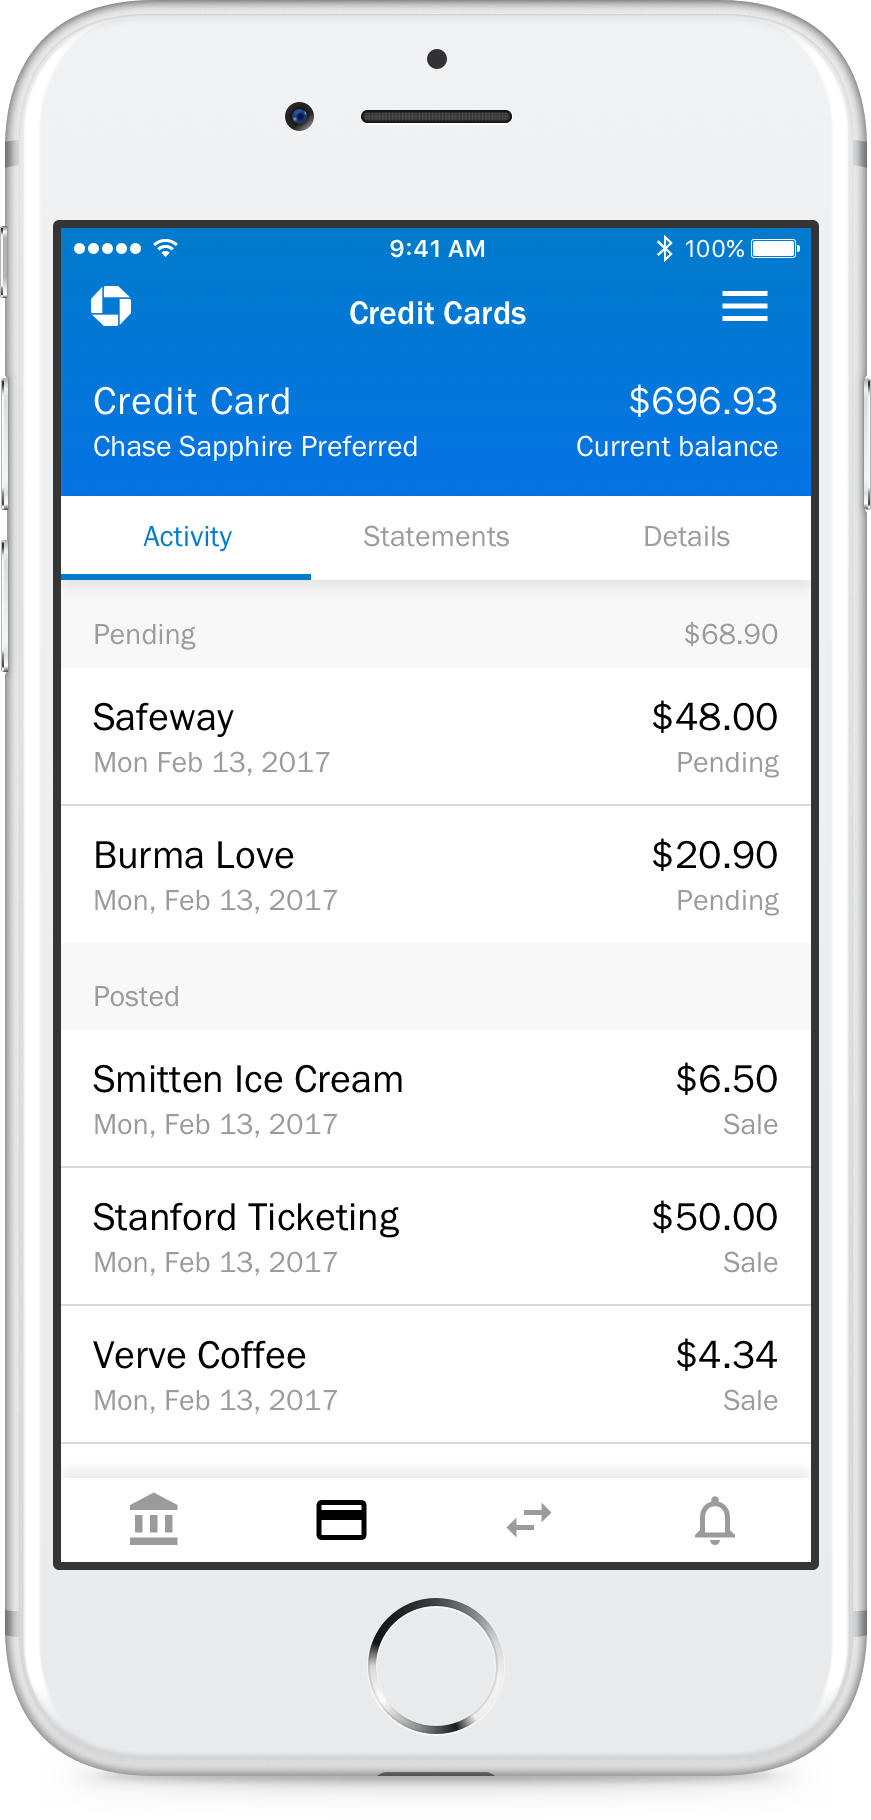 9:41 AM 100%
Credit Cards
Credit Card $696.93
Chase Sapphire Preferred Current balance
Activity Statements Details
Pending $68.90
Safeway $48.00
Mon Feb 13, 2017 Pending
Burma Love $20.90
Mon, Feb 13, 2017 Pending
Posted
Smitten Ice Cream $6.50
Mon, Feb 13, 2017 Sale
Stanford Ticketing $50.00
Mon, Feb 13, 2017 Sale
Verve Coffee $4.34
Mon, Feb 13, 2017 Sale